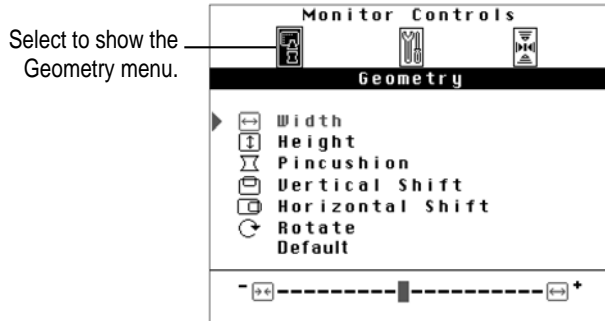 Monitor Controls
Select to show the
Geometry menu.
Geometry
Width
Height
Pincushion
Vertical Shift
Horizontal Shift
Rotate
Default
- +